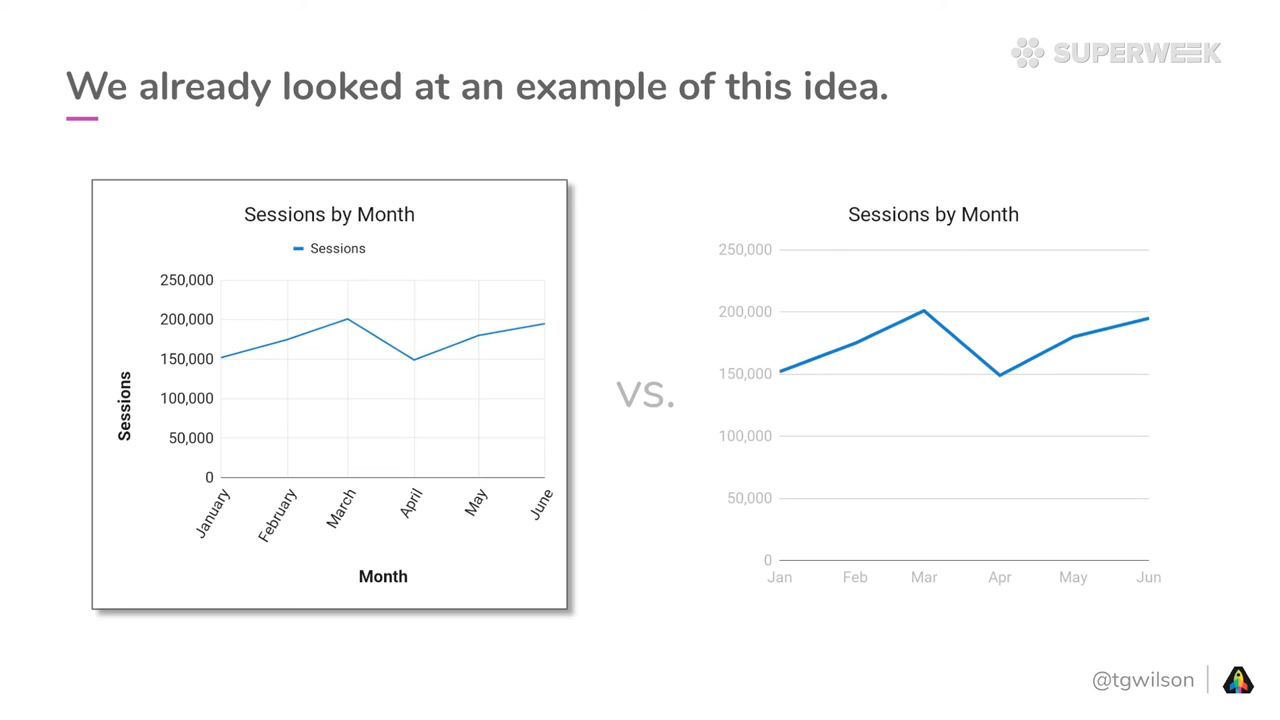 SUPERWEEK
We already looked at an example of this idea.
Sessions by Month
Sessions
250,000
200,000
150,000
100,000
50,000
0
Sessions
January
February
March
April
May
June
Month
vs.
Sessions by Month
250,000
200,000
150,000
100,000
50,000
0
Jan
Feb
Mar
Apr
May
Jun
@tgwilson